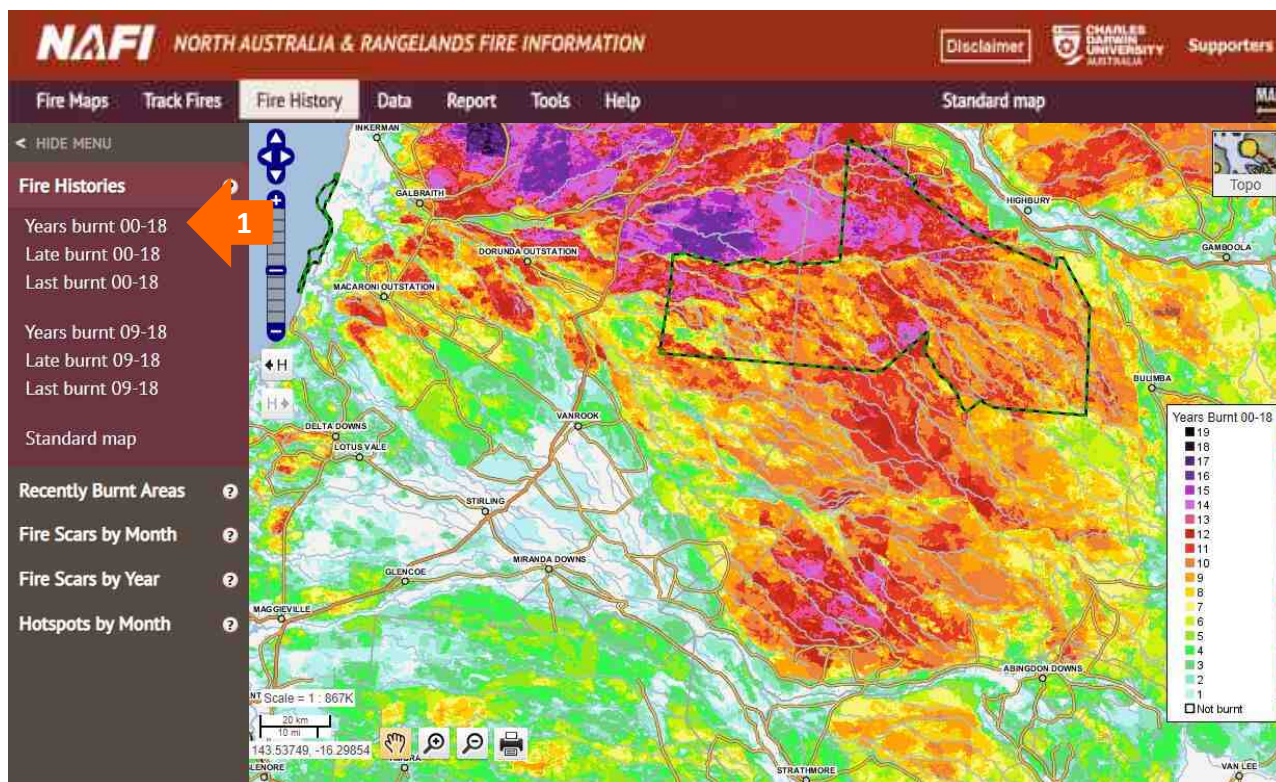 NAFI NORTH AUSTRALIA & RANGELANDS FIRE INFORMATION
Disclaimer
CHARLES
DARWIN
UNIVERSITY
AUSTRALIA
Supporters
Fire Maps Track Fires Fire History Data Report Tools Help Standard map
< HIDE MENU
Fire Histories ?
Years burnt 00-18
1
Late burnt 00-18
Last burnt 00-18
Years burnt 09-18
Late burnt 09-18
Last burnt 09-18
Standard map
Recently Burnt Areas ?
Fire Scars by Month ?
Fire Scars by Year ?
Hotspots by Month ?
H
H
INKERMAN
GALBRAITH
DORUNDA OUTSTATION
MACARONI OUTSTATION
HIGHBURY
GAMBOOLA
Topo
BULIMBA
VANROOK
DELTA DOWNS
LOTUS VALE
STIRLING
MIRANDA DOWNS
GLENCOE
MAGGIEVILLE
ABINGDON DOWNS
STRATHMORE
VAN LEE
Years Burnt 00-18
19
18
17
16
15
14
13
12
11
10
9
8
7
6
5
4
3
2
1
Not burnt
Scale = 1 : 867K
20 km
10 mi
143.53749, -16.29854